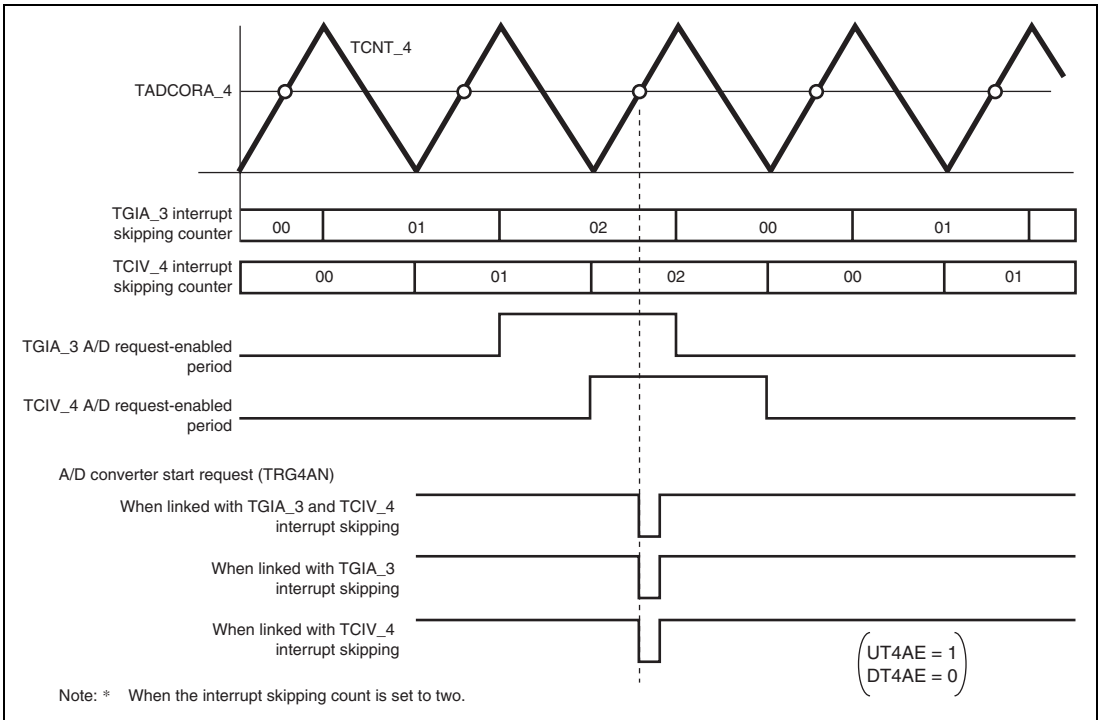 TCNT_4
TADCORA_4
TGIA_3 interrupt
skipping counter
00 01 02 00 01
TCIV_4 interrupt
skipping counter
00 01 02 00 01
TGIA_3 A/D request-enabled
period
TCIV_4 A/D request-enabled
period
A/D converter start request (TRG4AN)
When linked with TGIA_3 and TCIV_4
interrupt skipping
When linked with TGIA_3
interrupt skipping
When linked with TCIV_4
interrupt skipping
UT4AE = 1
DT4AE = 0
Note: * When the interrupt skipping count is set to two.